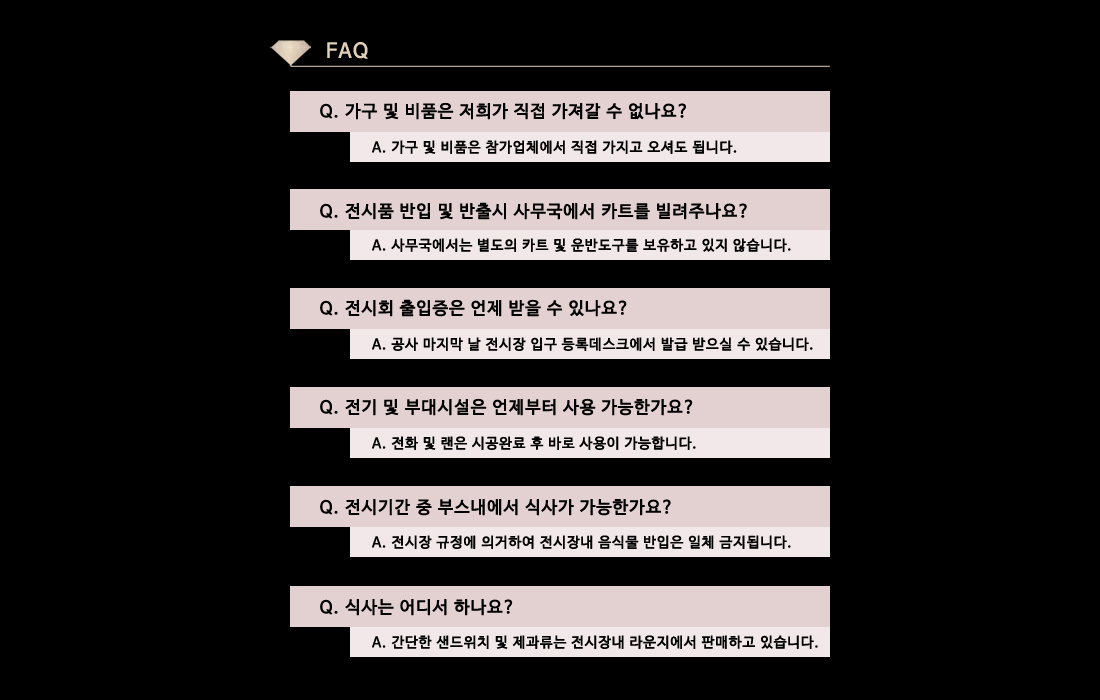 FAQ
Q. 가구 및 비품은 저희가 직접 가져갈 수 없나요?
A. 가구 및 비품은 참가업체에서 직접 가지고 오셔도 됩니다.
Q. 전시품 반입 및 반출시 사무국에서 카트를 빌려주나요?
A. 사무국에서는 별도의 카트 및 운반도구를 보유하고 있지 않습니다.
Q. 전시회 출입증은 언제 받을 수 있나요?
A. 공사 마지막 날 전시장 입구 등록데스크에서 발급 받으실 수 있습니다.
Q. 전기 및 부대시설은 언제부터 사용 가능한가요?
A. 전화 및 랜은 시공완료 후 바로 사용이 가능합니다.
Q. 전시기간 중 부스내에서 식사가 가능한가요?
A. 전시장 규정에 의거하여 전시장내 음식물 반입은 일체 금지됩니다.
Q. 식사는 어디서 하나요?
A. 간단한 샌드위치 및 제과류는 전시장내 라운지에서 판매하고 있습니다.